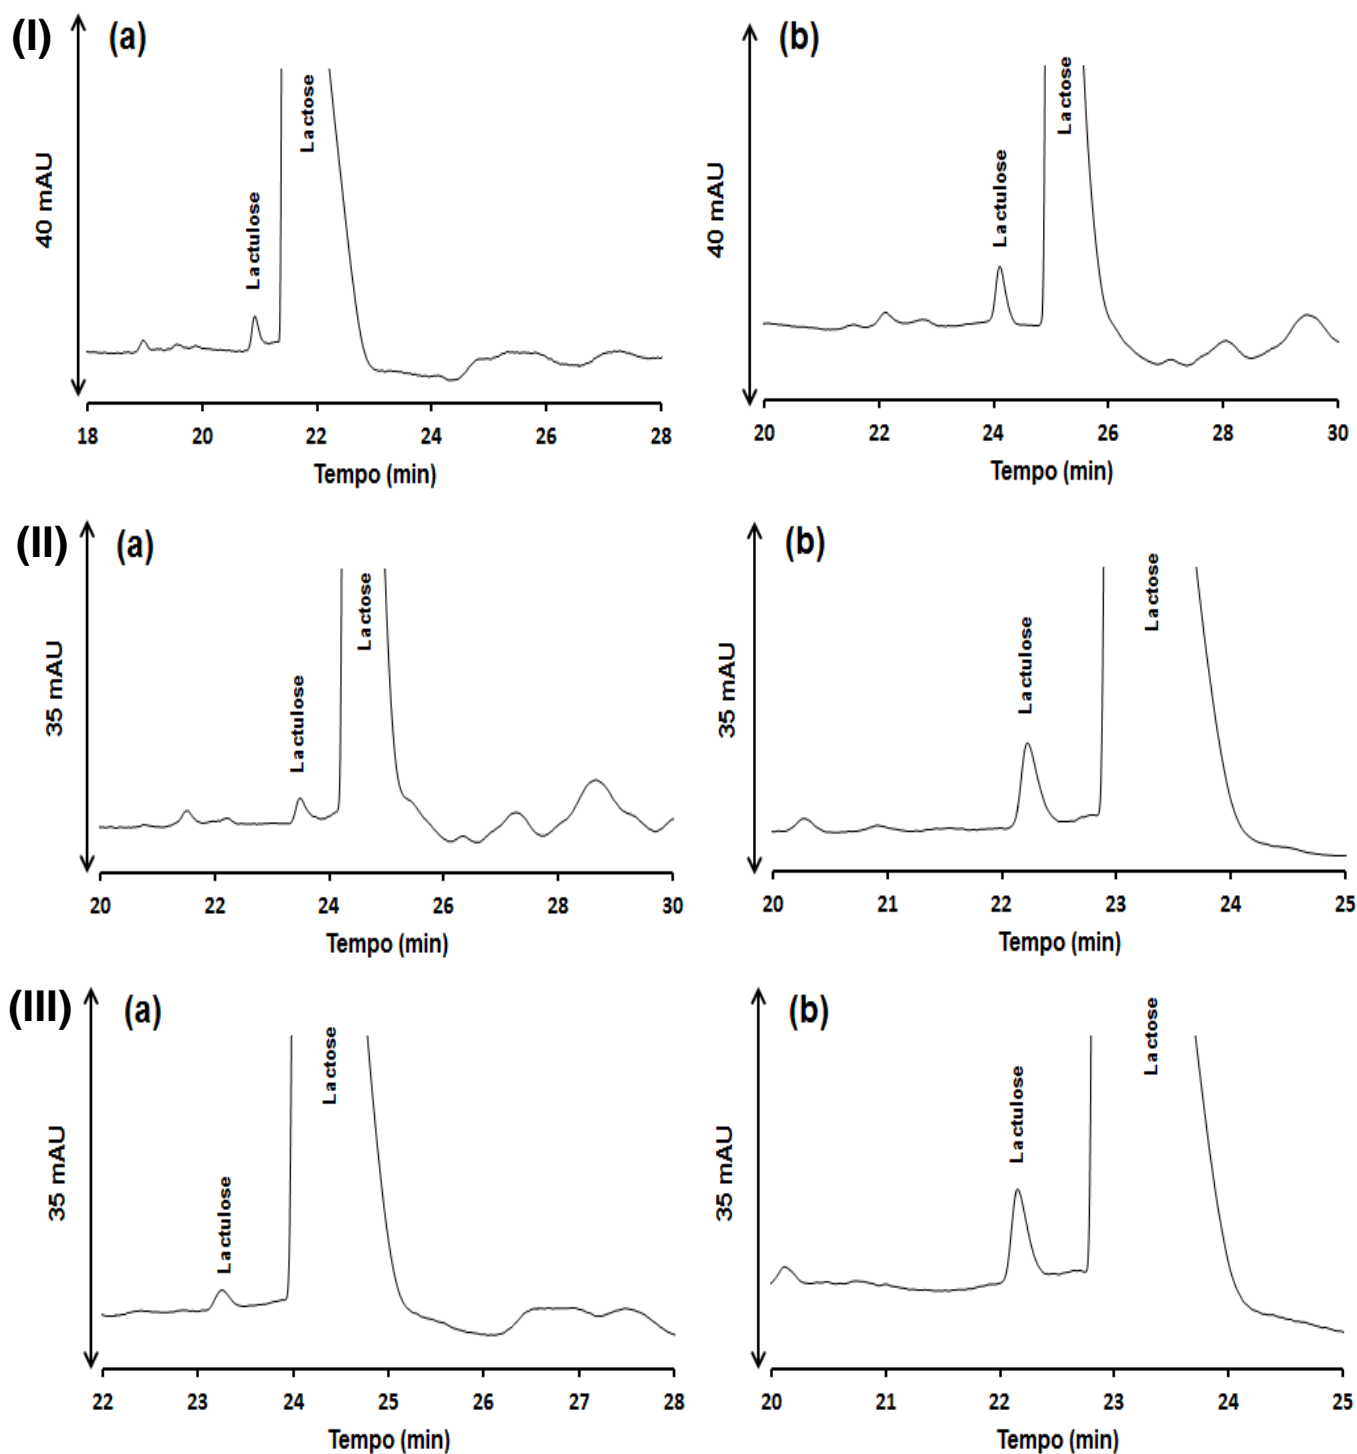 (I)
(a)
40 mAU
Lactulose
Lactose
18 20 22 24 26 28
Tempo (min)
(b)
40 mAU
Lactulose
Lactose
20 22 24 26 28 30
Tempo (min)
(II)
(a)
35 mAU
Lactulose
Lactose
20 22 24 26 28 30
Tempo (min)
(b)
35 mAU
Lactulose
Lactose
20 21 22 23 24 25
Tempo (min)
(III)
(a)
35 mAU
Lactulose
Lactose
22 23 24 25 26 27 28
Tempo (min)
(b)
35 mAU
Lactulose
Lactose
20 21 22 23 24 25
Tempo (min)